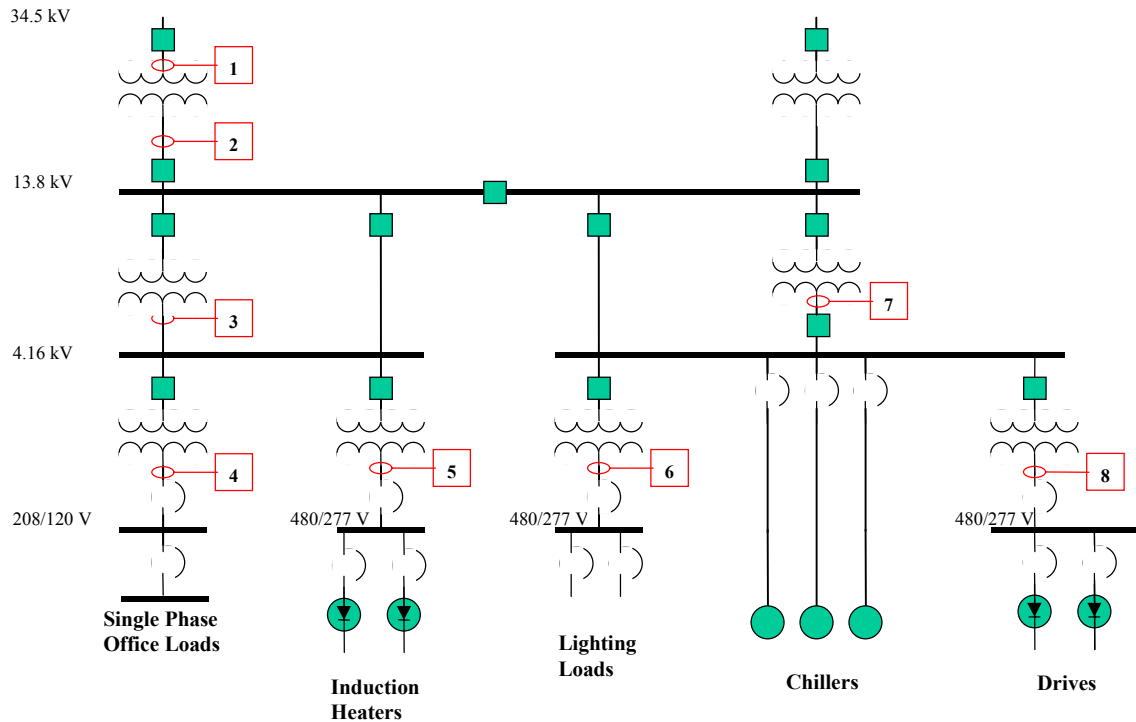 34.5 kV
1
2
13.8 kV
3
7
4.16 kV
4
5
6
8
208/120 V
480/277 V
480/277 V
480/277 V
Single Phase
Office Loads
Induction
Heaters
Lighting
Loads
Chillers
Drives